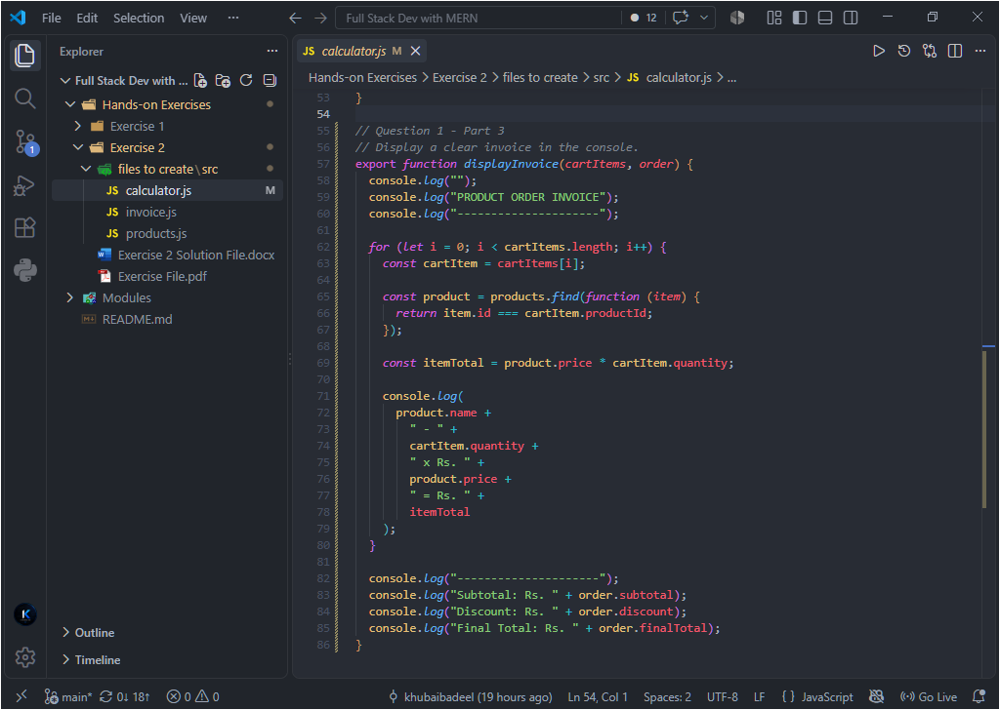 File Edit Selection View ... Full Stack Dev with MERN 12
Explorer ...
Full Stack Dev with ...
Hands-on Exercises
Exercise 1
Exercise 2
files to create\src
JS calculator.js M
JS invoice.js
JS products.js
Exercise 2 Solution File.docx
Exercise File.pdf
Modules
README.md
Outline
Timeline
1
K
JS calculator.js M
Hands-on Exercises > Exercise 2 > files to create > src > JS calculator.js > ...
53 }
54
55 // Question 1 - Part 3
56 // Display a clear invoice in the console.
57 export function displayInvoice(cartItems, order) {
58 console.log("");
59 console.log("PRODUCT ORDER INVOICE");
60 console.log("---------------------");
61
62 for (let i = 0; i < cartItems.length; i++) {
63 const cartItem = cartItems[i];
64
65 const product = products.find(function (item) {
66 return item.id === cartItem.productId;
67 });
68
69 const itemTotal = product.price * cartItem.quantity;
70
71 console.log(
72 product.name +
73 " - " +
74 cartItem.quantity +
75 " x Rs. " +
76 product.price +
77 " = Rs. " +
78 itemTotal
79 );
80 }
81
82 console.log("---------------------");
83 console.log("Subtotal: Rs. " + order.subtotal);
84 console.log("Discount: Rs. " + order.discount);
85 console.log("Final Total: Rs. " + order.finalTotal);
86 }
main* 0↓ 18↑ 0 0 khubaibadeel (19 hours ago) Ln 54, Col 1 Spaces: 2 UTF-8 LF { } JavaScript Go Live